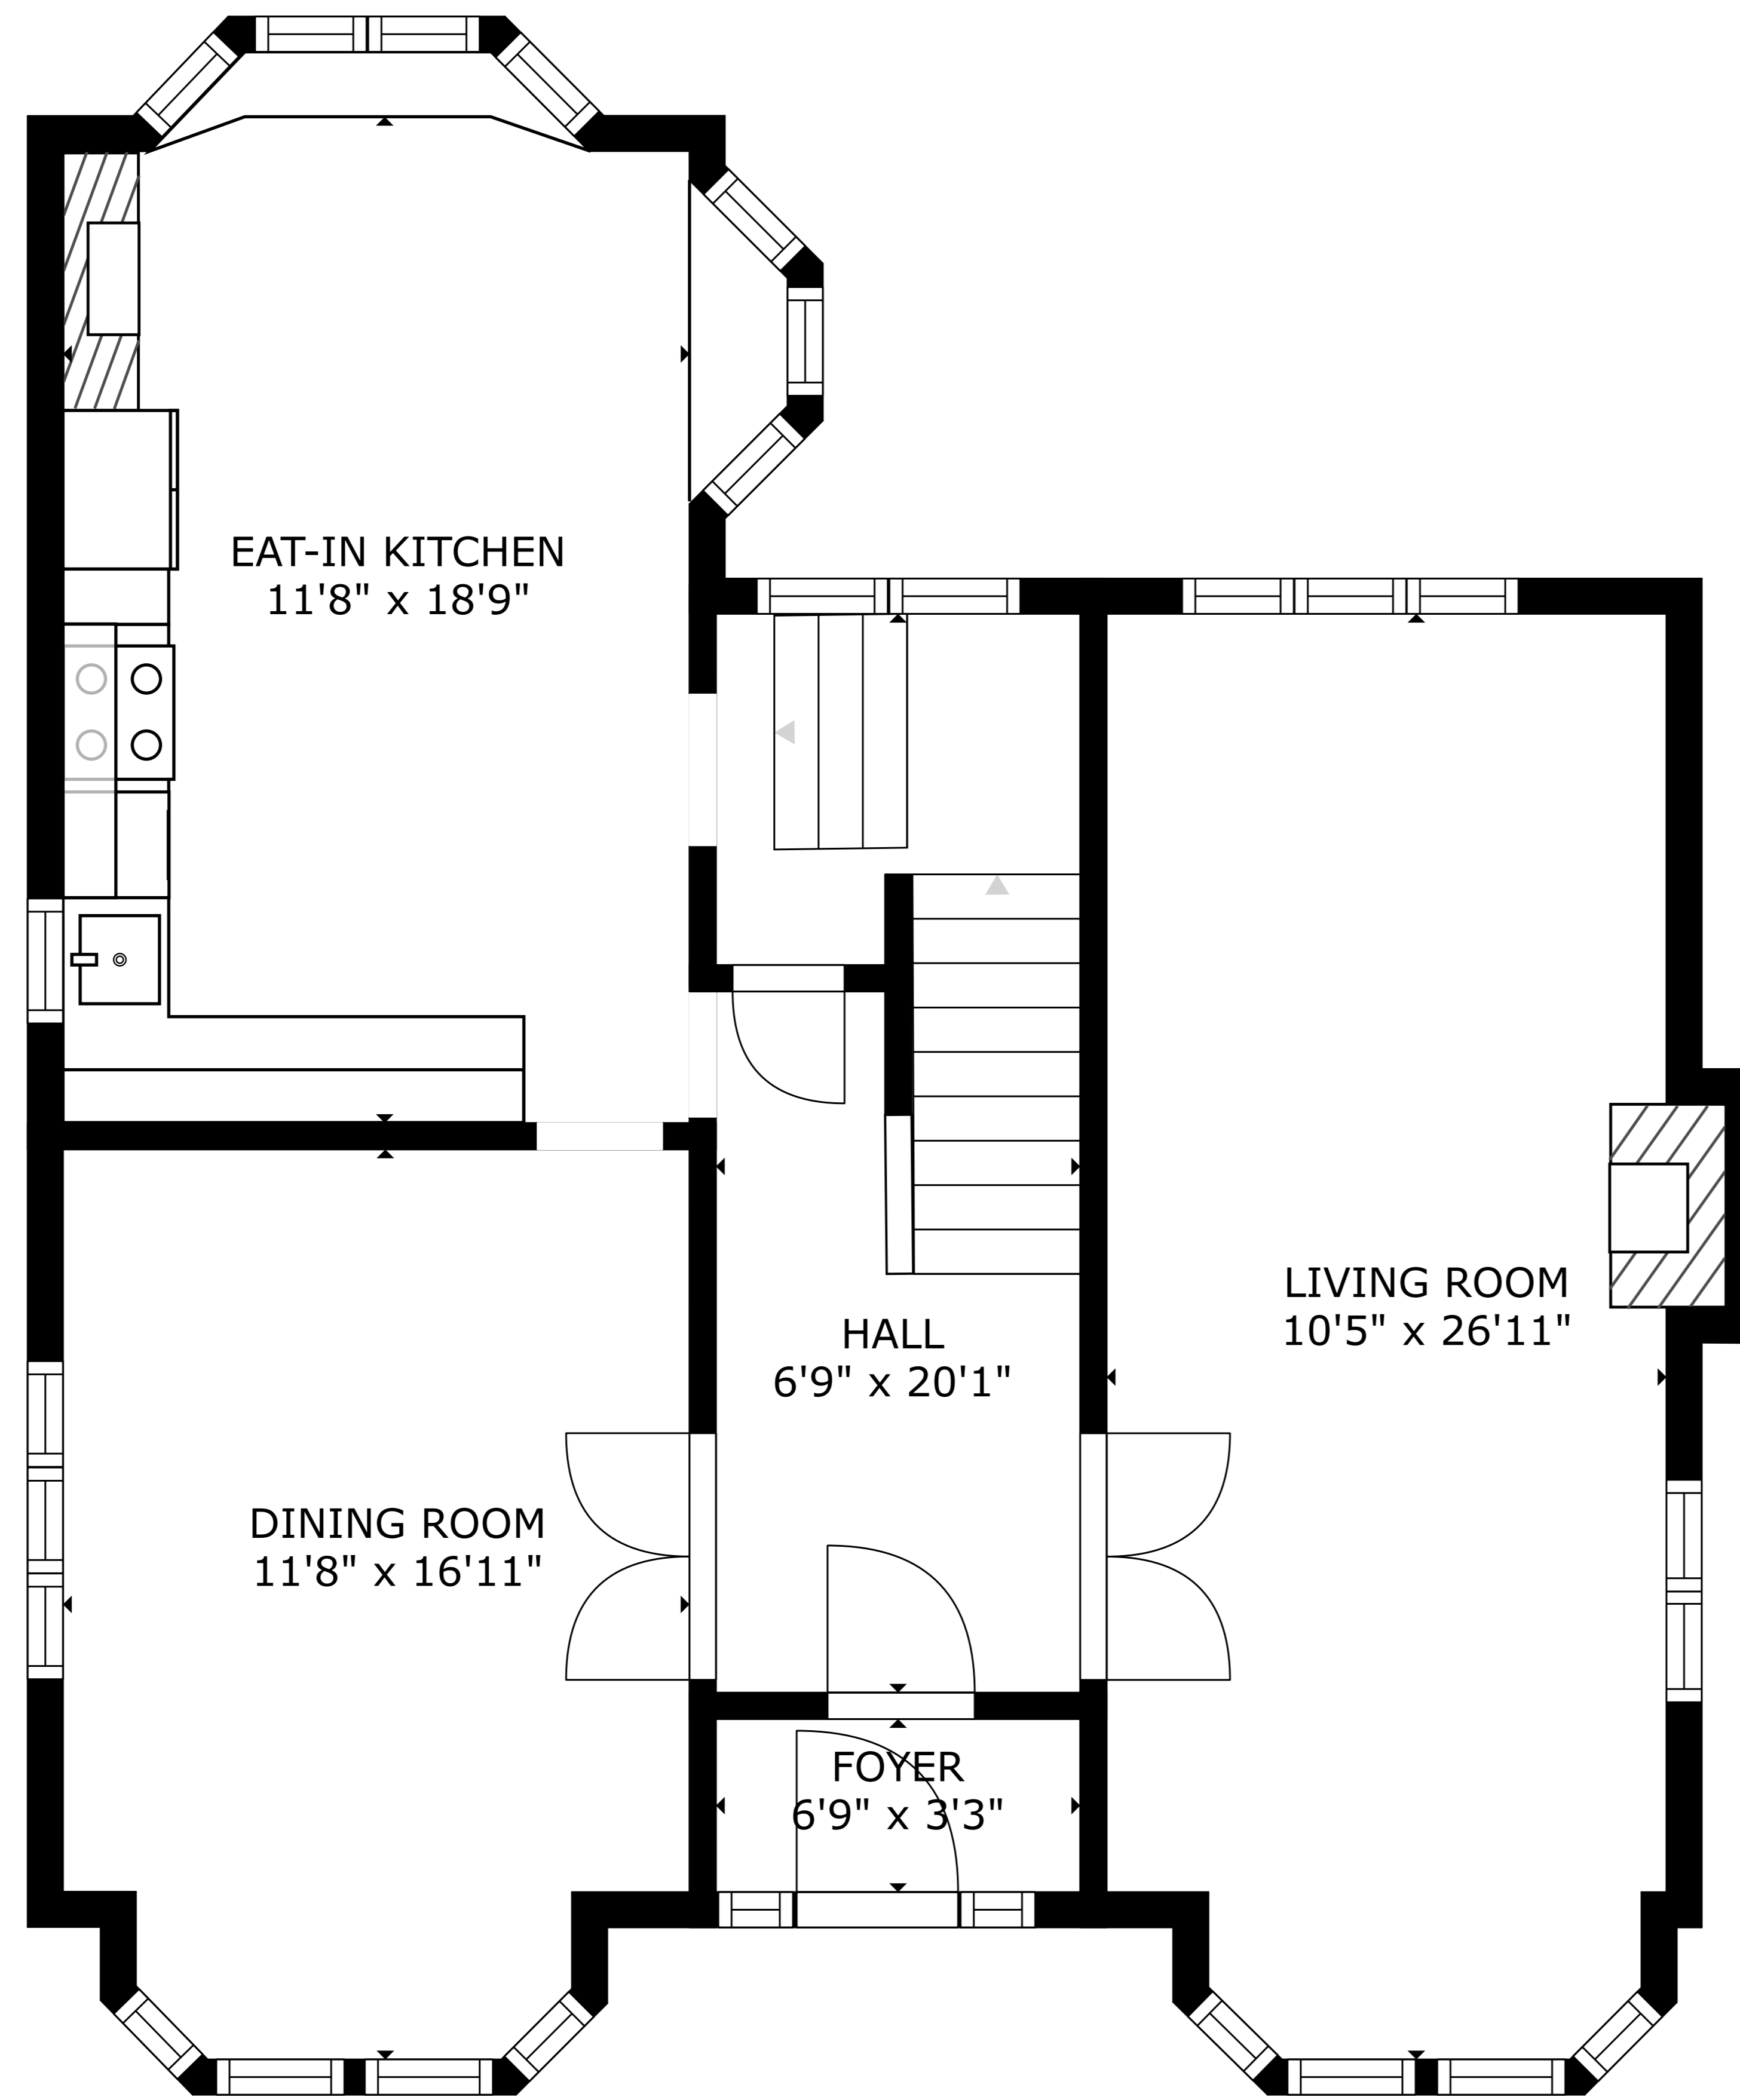 EAT-IN KITCHEN
11'8" x 18'9"
LIVING ROOM
10'5" x 26'11"
HALL
6'9" x 20'1"
DINING ROOM
11'8" x 16'11"
FOYER
6'9" x 3'3"